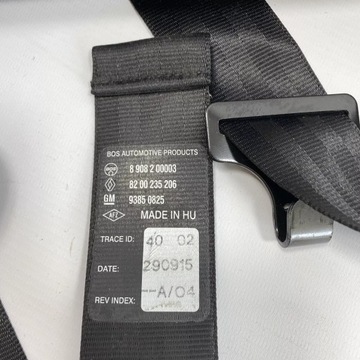 BOS AUTOMOTIVE PRODUCTS
8 908 2 00003
82 00 235 206
GM 9385 0825
AFT MADE IN HU
TRACE ID: 40 02
DATE: 290915
REV INDEX: --A/04